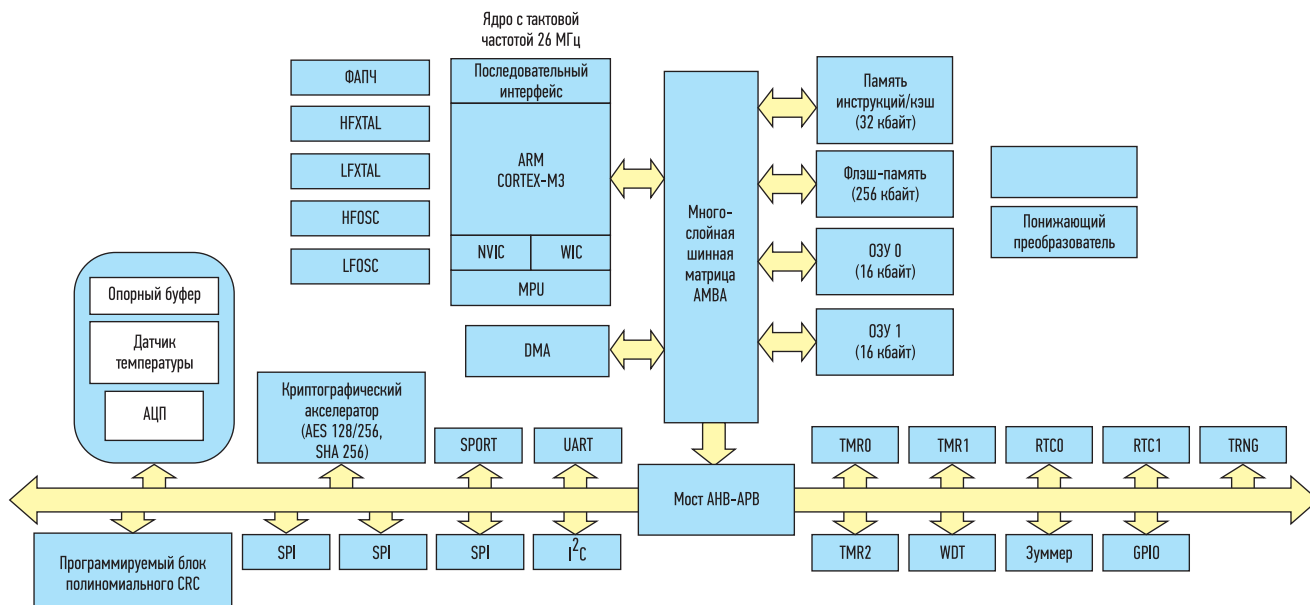 Ядро с тактовой
частотой 26 МГц
ФАПЧ
HFXTAL
LFXTAL
HFOSC
LFOSC
Последовательный
интерфейс
ARM
CORTEX-M3
NVIC
WIC
MPU
DMA
Много-
слойная
шинная
матрица
AMBA
Память
инструкций/кэш
(32 кбайт)
Флэш-память
(256 кбайт)
ОЗУ 0
(16 кбайт)
ОЗУ 1
(16 кбайт)
Понижающий
преобразователь
Опорный буфер
Датчик
температуры
АЦП
Криптографический
акселератор
(AES 128/256,
SHA 256)
SPORT
UART
Мост AHB-APB
TMR0
TMR1
RTC0
RTC1
TRNG
Программируемый блок
полиномиального CRC
SPI
SPI
SPI
I²C
TMR2
WDT
Зуммер
GPIO